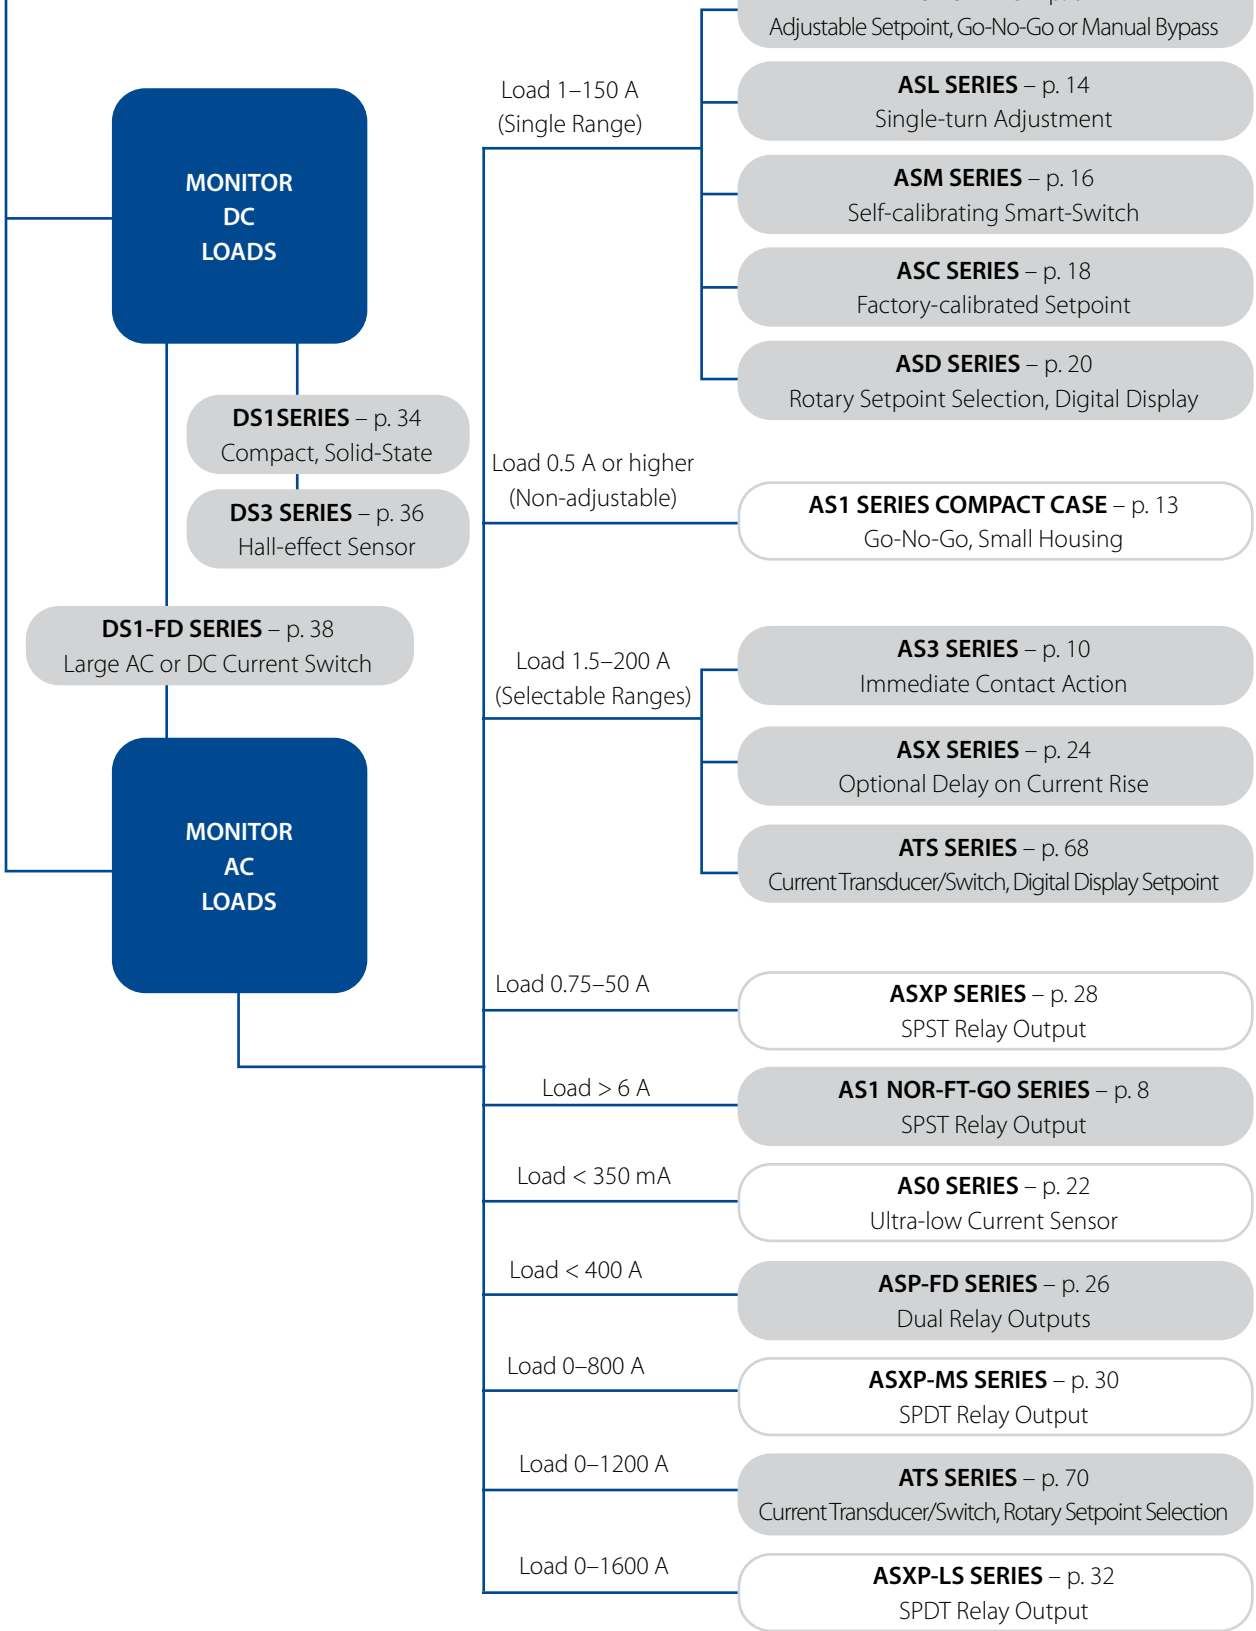 Adjustable Setpoint, Go-No-Go or Manual Bypass
Load 1–150 A
(Single Range)
ASL SERIES – p. 14
Single-turn Adjustment
ASM SERIES – p. 16
Self-calibrating Smart-Switch
ASC SERIES – p. 18
Factory-calibrated Setpoint
ASD SERIES – p. 20
Rotary Setpoint Selection, Digital Display
MONITOR
DC
LOADS
DS1SERIES – p. 34
Compact, Solid-State
DS3 SERIES – p. 36
Hall-effect Sensor
Load 0.5 A or higher
(Non-adjustable)
AS1 SERIES COMPACT CASE – p. 13
Go-No-Go, Small Housing
DS1-FD SERIES – p. 38
Large AC or DC Current Switch
Load 1.5–200 A
(Selectable Ranges)
AS3 SERIES – p. 10
Immediate Contact Action
ASX SERIES – p. 24
Optional Delay on Current Rise
ATS SERIES – p. 68
Current Transducer/Switch, Digital Display Setpoint
MONITOR
AC
LOADS
Load 0.75–50 A
ASXP SERIES – p. 28
SPST Relay Output
Load > 6 A
AS1 NOR-FT-GO SERIES – p. 8
SPST Relay Output
Load < 350 mA
AS0 SERIES – p. 22
Ultra-low Current Sensor
Load < 400 A
ASP-FD SERIES – p. 26
Dual Relay Outputs
Load 0–800 A
ASXP-MS SERIES – p. 30
SPDT Relay Output
Load 0–1200 A
ATS SERIES – p. 70
Current Transducer/Switch, Rotary Setpoint Selection
Load 0–1600 A
ASXP-LS SERIES – p. 32
SPDT Relay Output